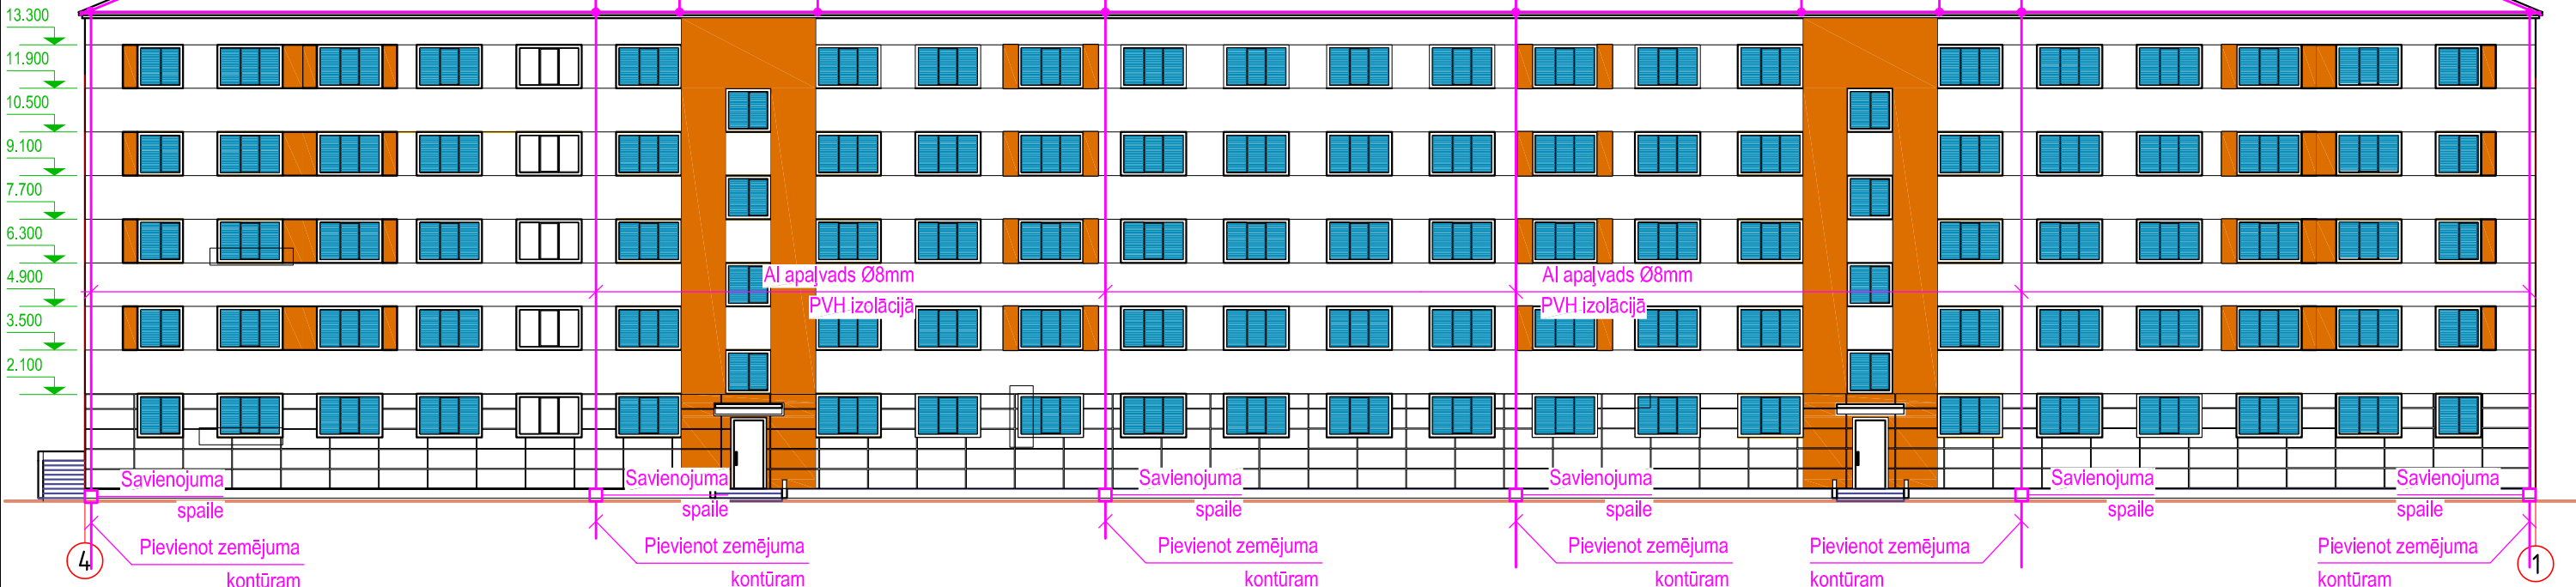 13.300
11.900
10.500
9.100
7.700
6.300
4.900
3.500
2.100
Al apaļvads Ø8mm
PVH izolācijā
Al apaļvads Ø8mm
PVH izolācijā
Savienojuma
spaile
Savienojuma
spaile
Savienojuma
spaile
Savienojuma
spaile
Savienojuma
spaile
Savienojuma
spaile
4
Pievienot zemējuma
kontūram
Pievienot zemējuma
kontūram
Pievienot zemējuma
kontūram
Pievienot zemējuma
kontūram
Pievienot zemējuma
kontūram
Pievienot zemējuma
kontūram
1